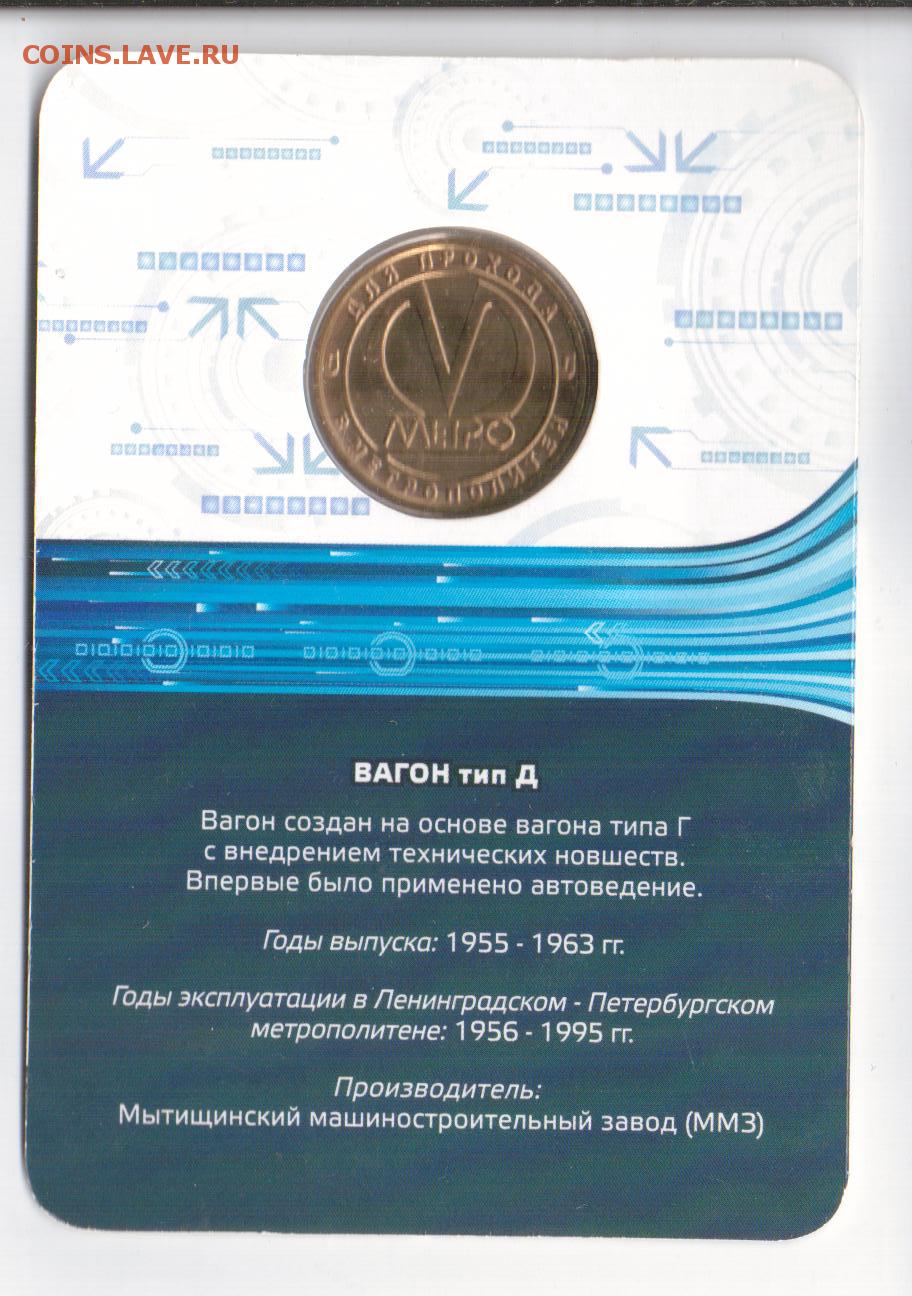 COINS.LAVE.RU
ДЛЯ ПРОХОДА
В МЕТРОПОЛИТЕН
МЕТРО
ВАГОН тип Д
Вагон создан на основе вагона типа Г
с внедрением технических новшеств.
Впервые было применено автоведение.
Годы выпуска: 1955 - 1963 гг.
Годы эксплуатации в Ленинградском - Петербургском
метрополитене: 1956 - 1995 гг.
Производитель:
Мытищинский машиностроительный завод (ММЗ)